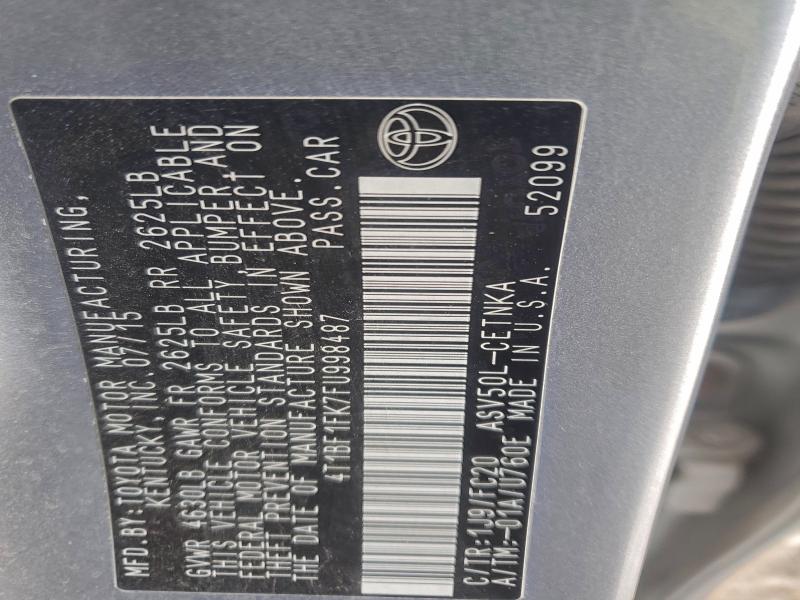 MFD.BY:TOYOTA MOTOR MANUFACTURING,
KENTUCKY, INC. 07/15
GVWR 4630LB GAWR FR 2625LB RR 2625LB
THIS VEHICLE CONFORMS TO ALL APPLICABLE
FEDERAL MOTOR VEHICLE SAFETY, BUMPER, AND
THEFT PREVENTION STANDARDS IN EFFECT ON
THE DATE OF MANUFACTURE SHOWN ABOVE.
4T1BF1FK7FU998487 PASS.CAR
C/TR:1J9/FC20 ASV50L-CETNKA
A/TM:-01A/U760E MADE IN U.S.A. 52099